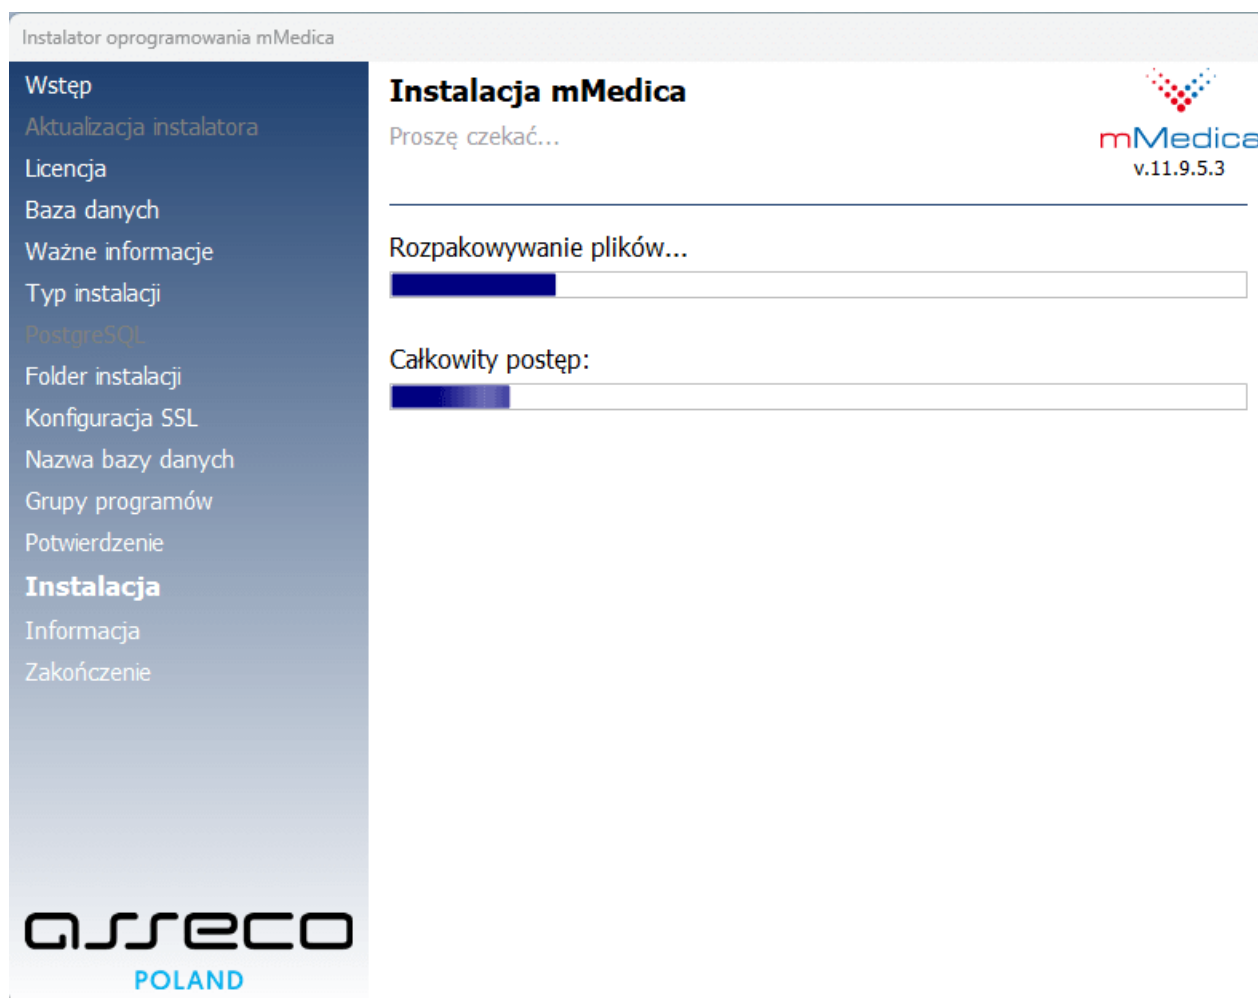 Instalator oprogramowania mMedica
Wstęp
Aktualizacja instalatora
Licencja
Baza danych
Ważne informacje
Typ instalacji
PostgreSQL
Folder instalacji
Konfiguracja SSL
Nazwa bazy danych
Grupy programów
Potwierdzenie
Instalacja
Informacja
Zakończenie
asseco
POLAND
Instalacja mMedica
Proszę czekać...
mMedica
v.11.9.5.3
Rozpakowywanie plików...
Całkowity postęp: